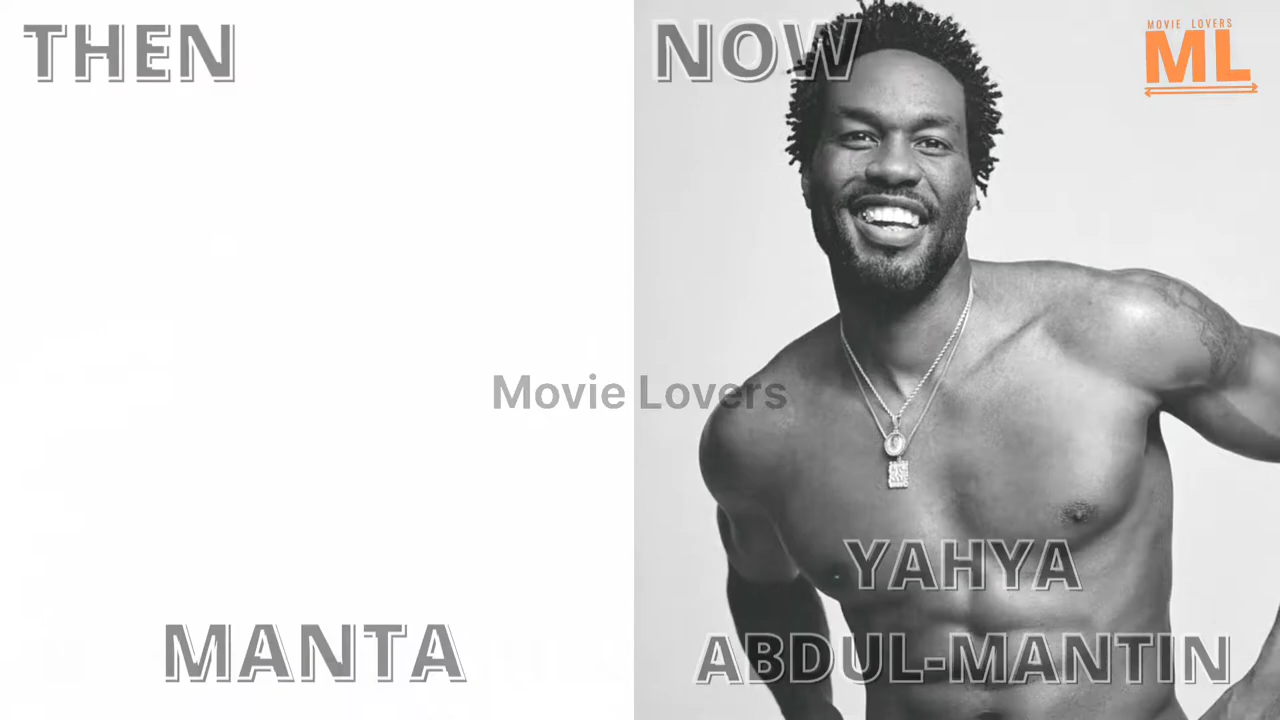 THEN
NOW
MOVIE LOVERS
ML
Movie Lovers
YAHYA
MANTA
ABDUL-MANTIN